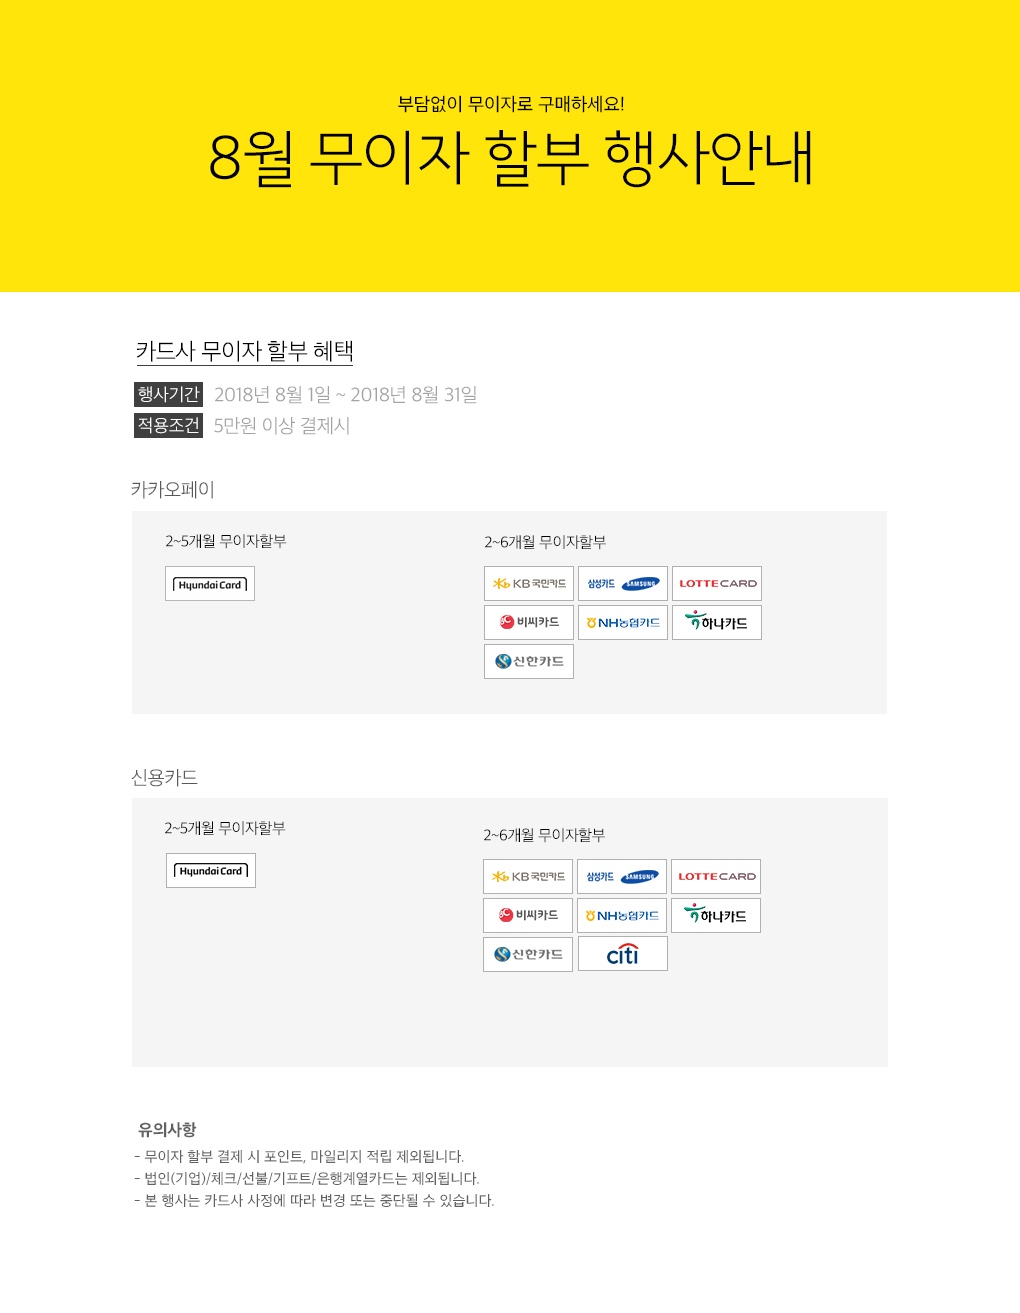 부담없이 무이자로 구매하세요!
8월 무이자 할부 행사안내
카드사 무이자 할부 혜택
행사기간 2018년 8월 1일 ~ 2018년 8월 31일
적용조건 5만원 이상 결제시
카카오페이
2~5개월 무이자할부
Hyundai Card
2~6개월 무이자할부
KB국민카드 삼성카드 SAMSUNG LOTTE CARD
비씨카드 NH농협카드 하나카드
신한카드
신용카드
2~5개월 무이자할부
Hyundai Card
2~6개월 무이자할부
KB국민카드 삼성카드 SAMSUNG LOTTE CARD
비씨카드 NH농협카드 하나카드
신한카드 citi
유의사항
- 무이자 할부 결제 시 포인트, 마일리지 적립 제외됩니다.
- 법인(기업)/체크/선불/기프트/은행계열카드는 제외됩니다.
- 본 행사는 카드사 사정에 따라 변경 또는 중단될 수 있습니다.